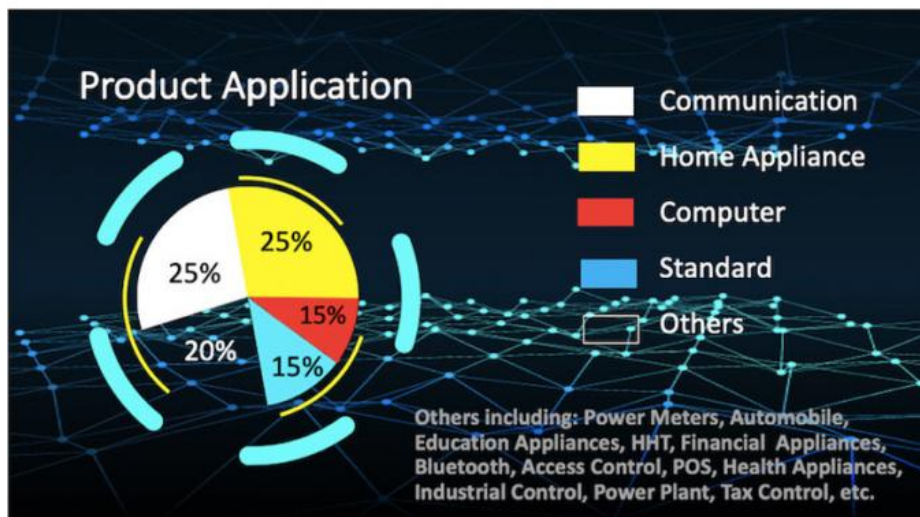 Product Application
Communication
Home Appliance
Computer
Standard
Others
25%
25%
15%
15%
20%
Others including: Power Meters, Automobile,
Education Appliances, HHT, Financial Appliances,
Bluetooth, Access Control, POS, Health Appliances,
Industrial Control, Power Plant, Tax Control, etc.